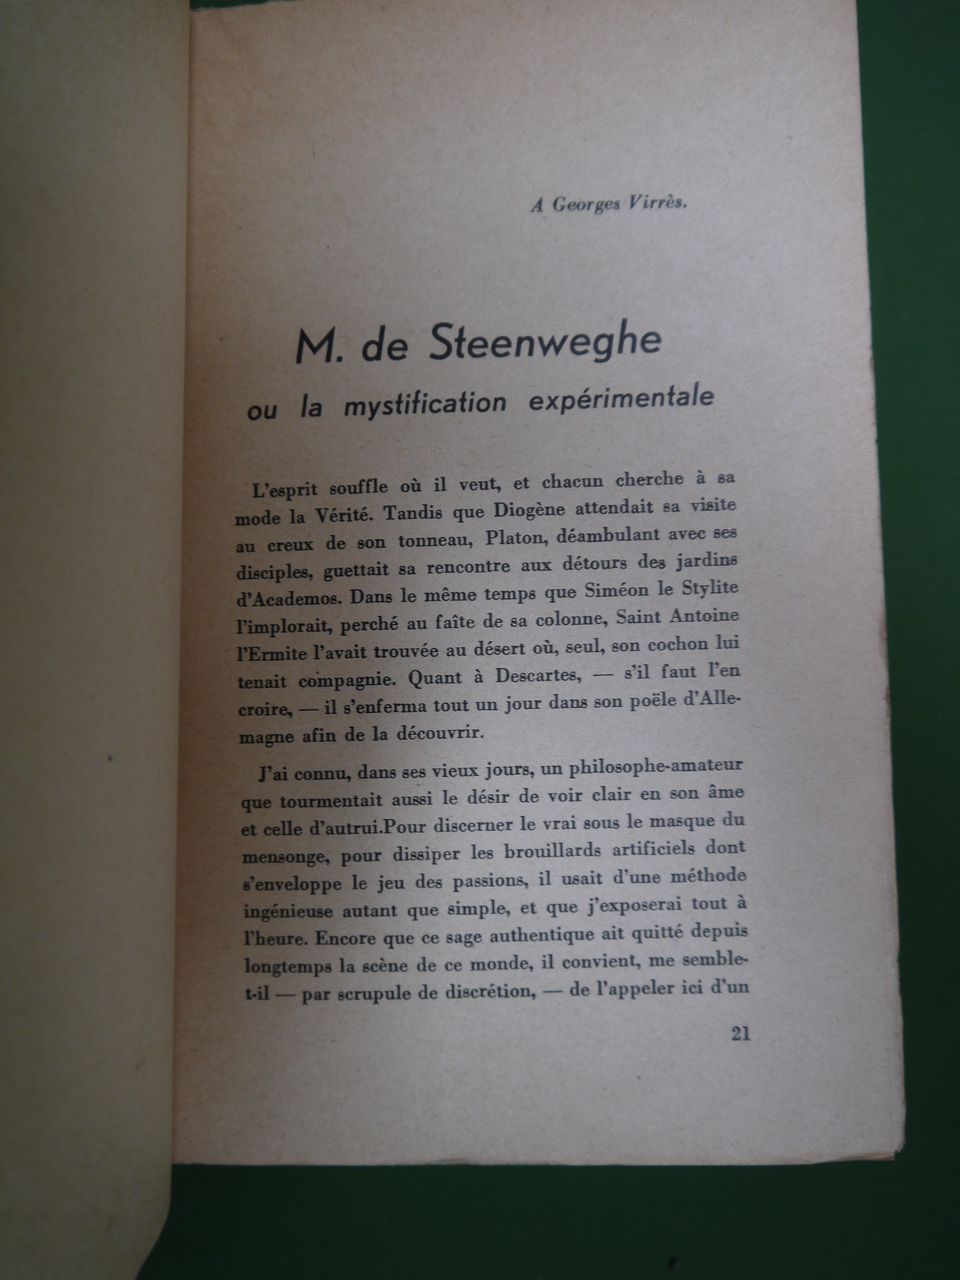 A Georges Virrès.
M. de Steenweghe
ou la mystification expérimentale
L'esprit souffle où il veut, et chacun cherche à sa
mode la Vérité. Tandis que Diogène attendait sa visite
au creux de son tonneau, Platon, déambulant avec ses
disciples, guettait sa rencontre aux détours des jardins
d'Academos. Dans le même temps que Siméon le Stylite
l'implorait, perché au faîte de sa colonne, Saint Antoine
l'Ermite l'avait trouvée au désert où, seul, son cochon lui
tenait compagnie. Quant à Descartes, — s'il faut l'en
croire, — il s'enferma tout un jour dans son poële d'Alle-
magne afin de la découvrir.
J'ai connu, dans ses vieux jours, un philosophe-amateur
que tourmentait aussi le désir de voir clair en son âme
et celle d'autrui.Pour discerner le vrai sous le masque du
mensonge, pour dissiper les brouillards artificiels dont
s'enveloppe le jeu des passions, il usait d'une méthode
ingénieuse autant que simple, et que j'exposerai tout à
l'heure. Encore que ce sage authentique ait quitté depuis
longtemps la scène de ce monde, il convient, me semble-
t-il — par scrupule de discrétion, — de l'appeler ici d'un
21